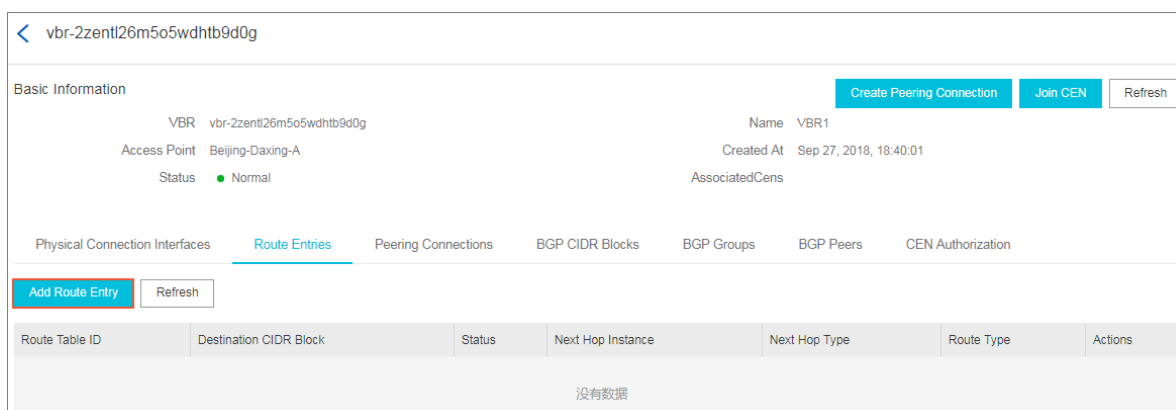 vbr-2zentl26m5o5wdhtb9d0g
Basic Information
Create Peering Connection Join CEN Refresh
VBR vbr-2zentl26m5o5wdhtb9d0g Name VBR1
Access Point Beijing-Daxing-A Created At Sep 27, 2018, 18:40:01
Status Normal AssociatedCens
Physical Connection Interfaces Route Entries Peering Connections BGP CIDR Blocks BGP Groups BGP Peers CEN Authorization
Add Route Entry Refresh
Route Table ID Destination CIDR Block Status Next Hop Instance Next Hop Type Route Type Actions
没有数据